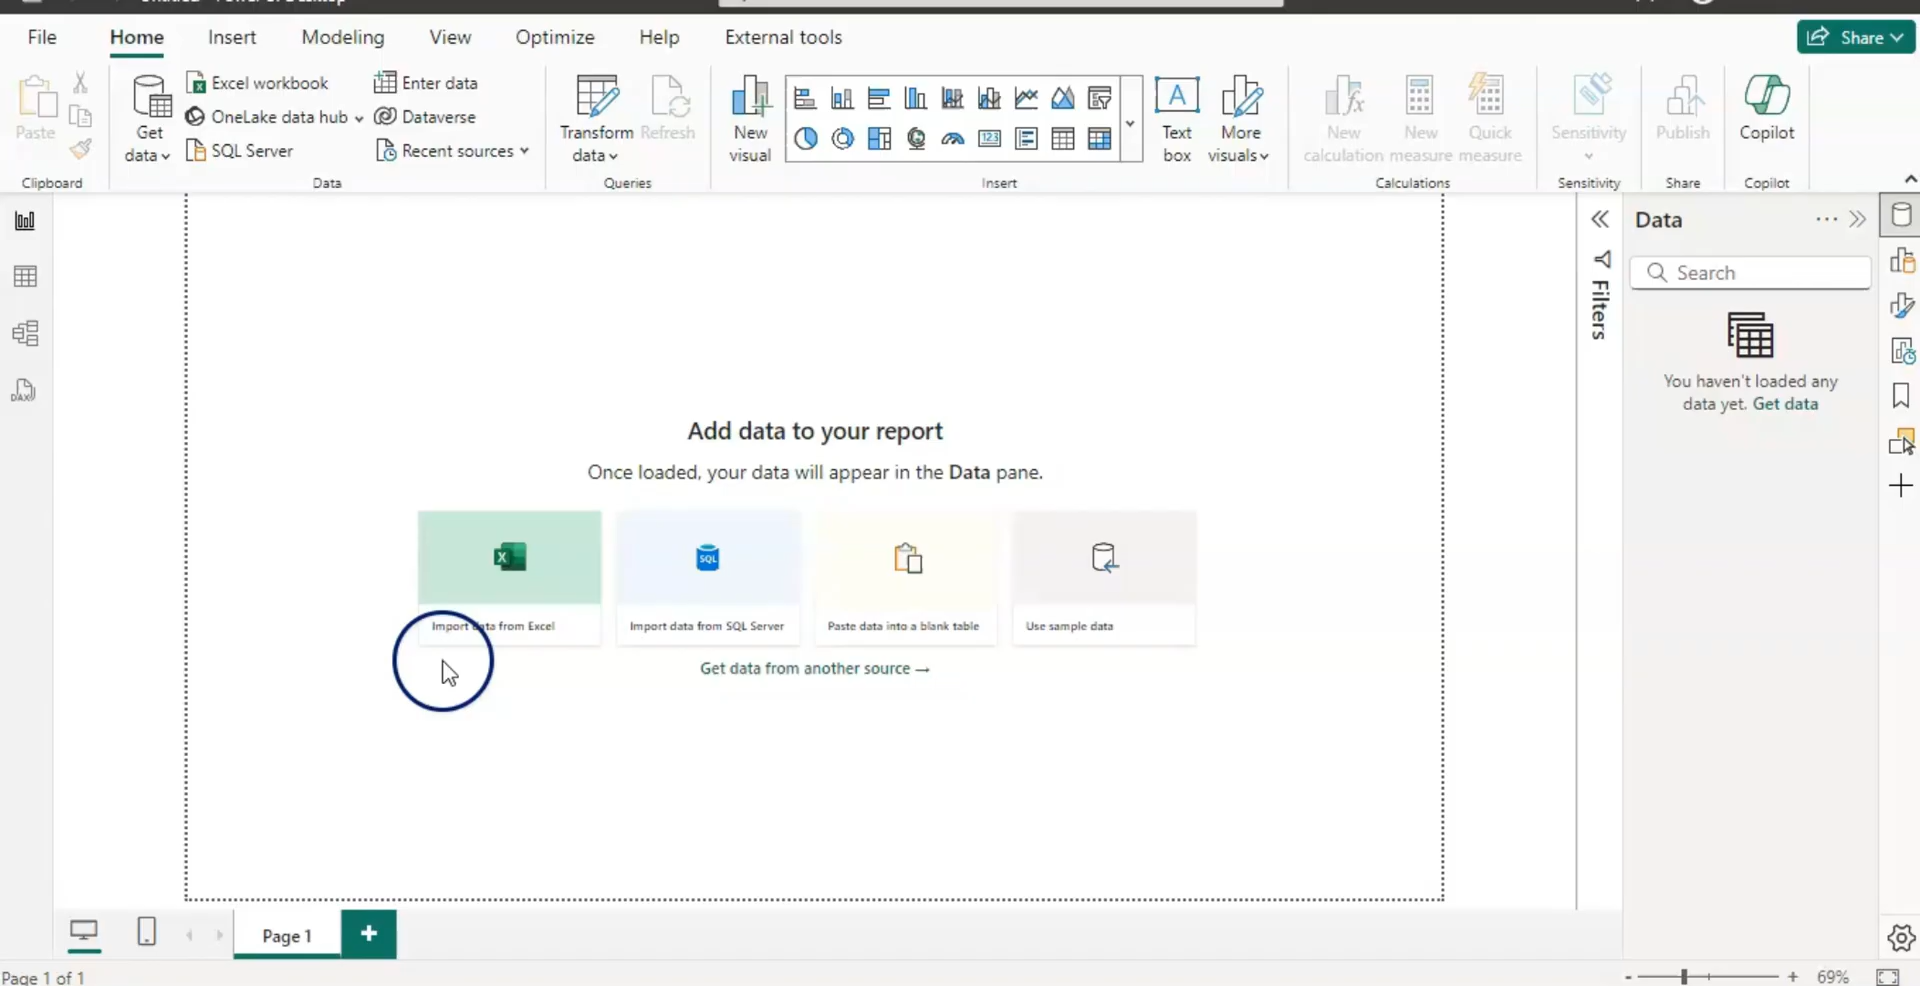 File Home Insert Modeling View Optimize Help External tools Share
Paste
Clipboard
Get data
Excel workbook
OneLake data hub
SQL Server
Enter data
Dataverse
Recent sources
Data
Transform data
Refresh
Queries
New visual
123
A
Text box
More visuals
Insert
New calculation
New measure
Quick measure
Calculations
Sensitivity
Sensitivity
Publish
Share
Copilot
Copilot
DAX
Add data to your report
Once loaded, your data will appear in the Data pane.
X
SQL
Import data from Excel
Import data from SQL Server
Paste data into a blank table
Use sample data
Get data from another source →
Filters
Data
Search
You haven't loaded any
data yet. Get data
Page 1
Page 1 of 1
69%